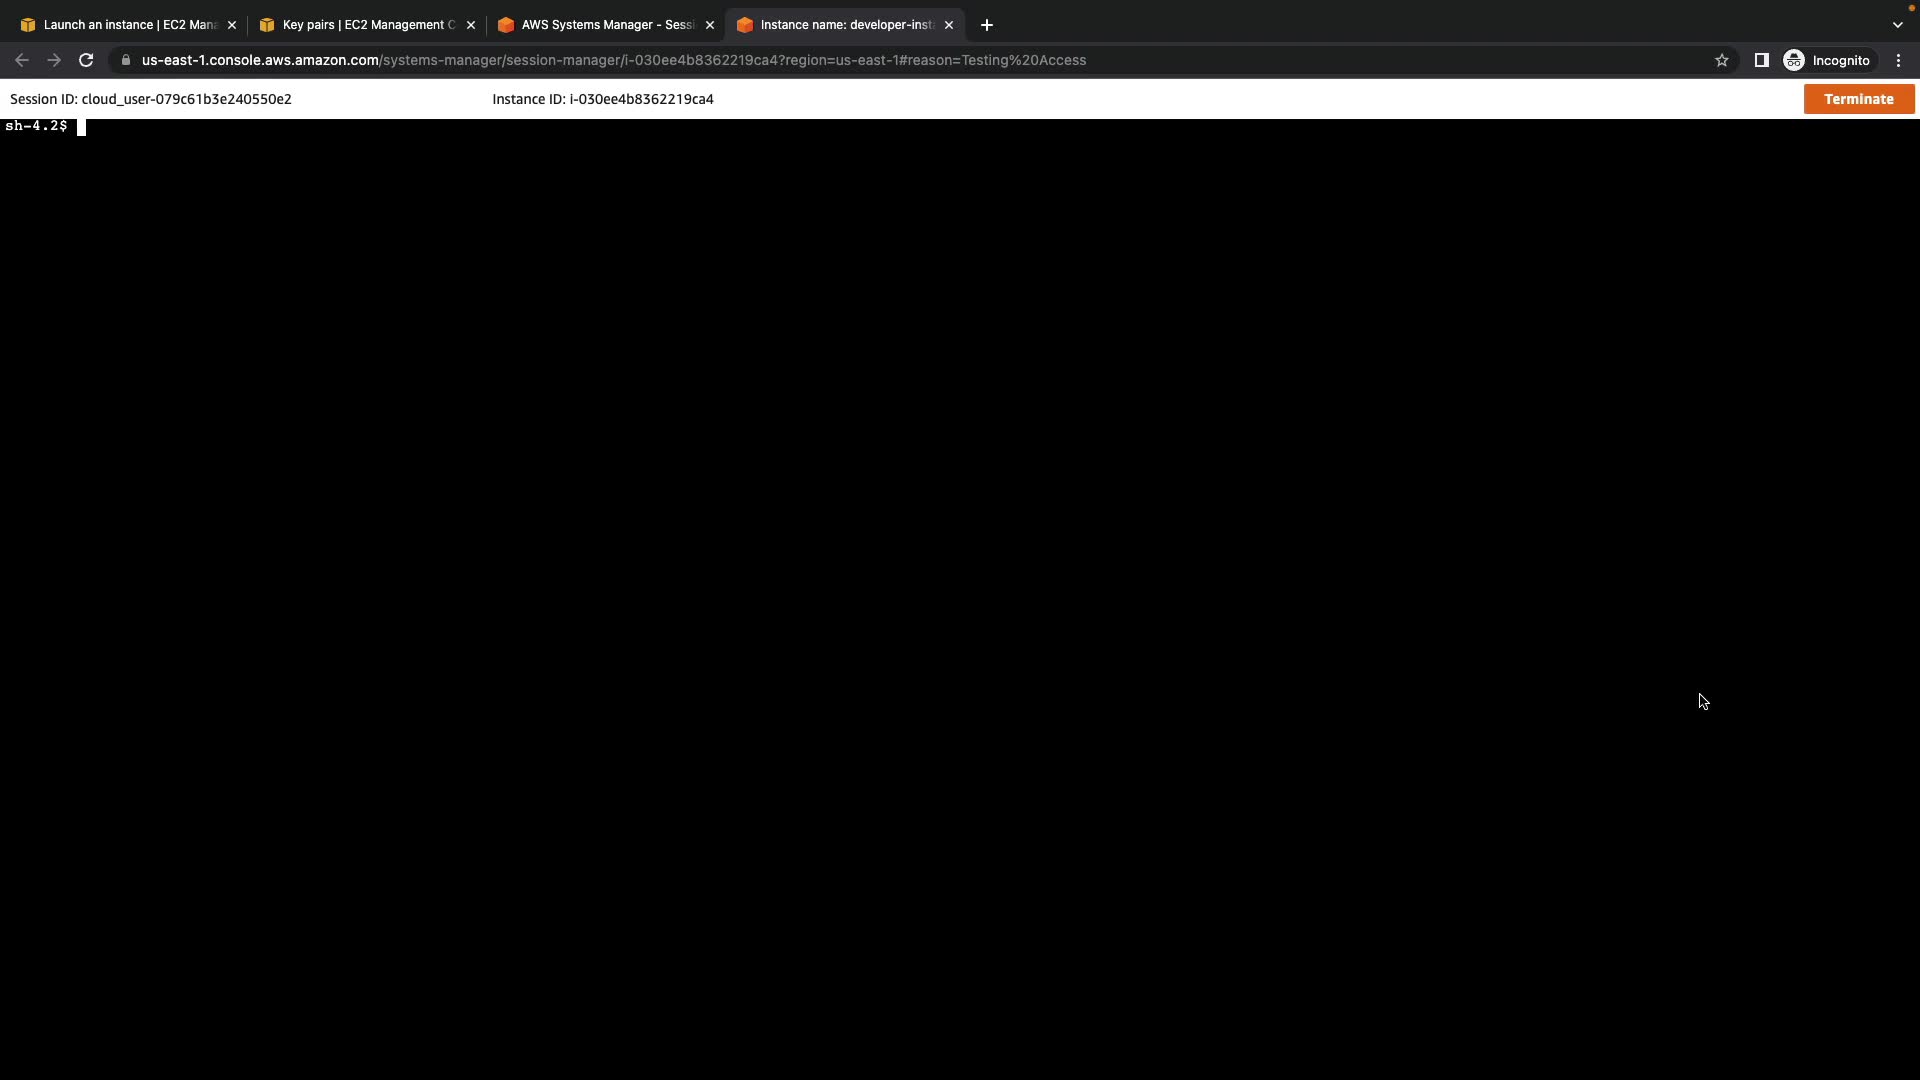 Launch an instance | EC2 Mana
Key pairs | EC2 Management C
AWS Systems Manager - Sessi
Instance name: developer-inst
us-east-1.console.aws.amazon.com/systems-manager/session-manager/i-030ee4b8362219ca4?region=us-east-1#reason=Testing%20Access
Incognito
Session ID: cloud_user-079c61b3e240550e2
Instance ID: i-030ee4b8362219ca4
Terminate
sh-4.2$